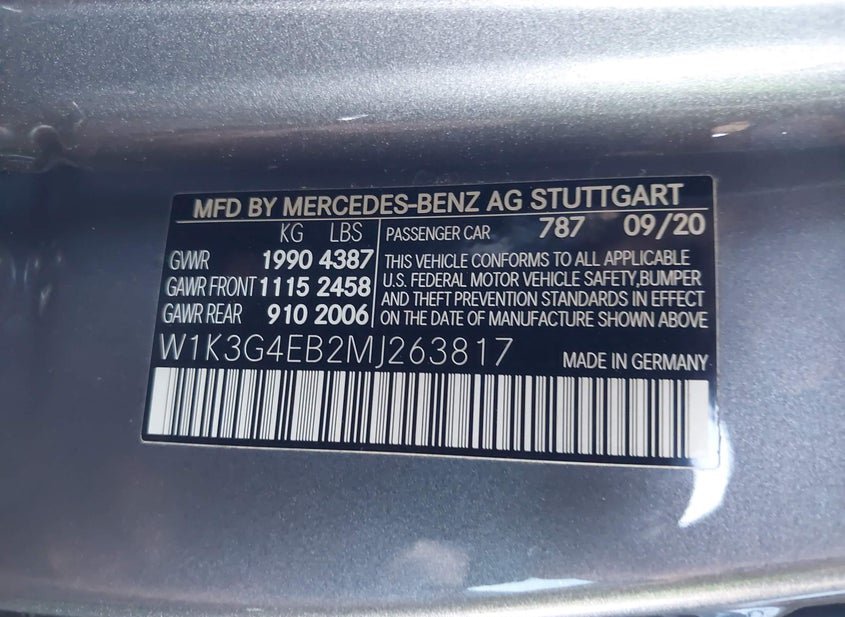 MFD BY MERCEDES-BENZ AG STUTTGART
KG LBS
GVWR 1990 4387
GAWR FRONT 1115 2458
GAWR REAR 910 2006
PASSENGER CAR 787 09/20
THIS VEHICLE CONFORMS TO ALL APPLICABLE
U.S. FEDERAL MOTOR VEHICLE SAFETY,BUMPER
AND THEFT PREVENTION STANDARDS IN EFFECT
ON THE DATE OF MANUFACTURE SHOWN ABOVE
W1K3G4EB2MJ263817
MADE IN GERMANY